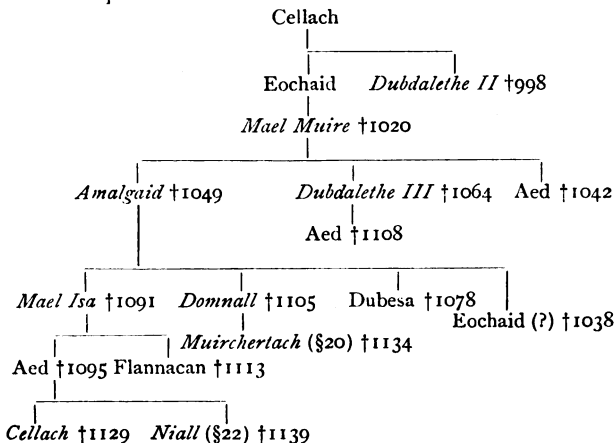 Cellach
Eochaid Dubdalethe II †998
Mael Muire †1020
Amalgaid †1049 Dubdalethe III †1064 Aed †1042
Aed †1108
Mael Isa †1091 Domnall †1105 Dubesa †1078
Eochaid (?) †1038
Muirchertach (§20) †1134
Aed †1095 Flannacan †1113
Cellach †1129 Niall (§22) †1139